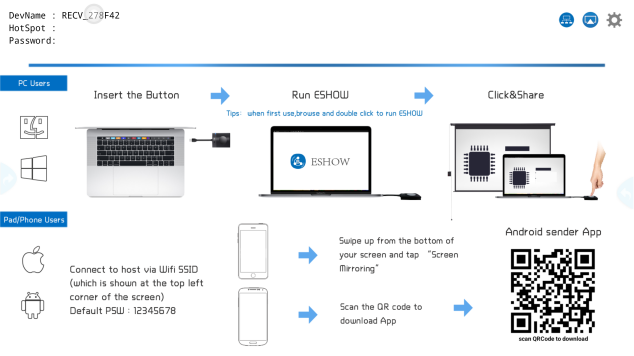 DevName : RECV_278F42
HotSpot :
Password:
PC Users
Insert the Button
Run ESHOW
Click&Share
Tips: when first use,browse and double click to run ESHOW
ESHOW
Pad/Phone Users
Connect to host via Wifi SSID
(which is shown at the top left
corner of the screen)
Default PSW : 12345678
Swipe up from the bottom of
your screen and tap "Screen
Mirroring"
Scan the QR code to
download App
Android sender App
scan QRCode to download